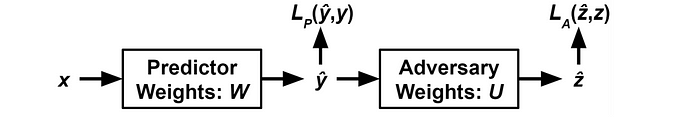 L_P(ŷ,y) L_A(ẑ,z)
x Predictor Weights: W ŷ Adversary Weights: U ẑ